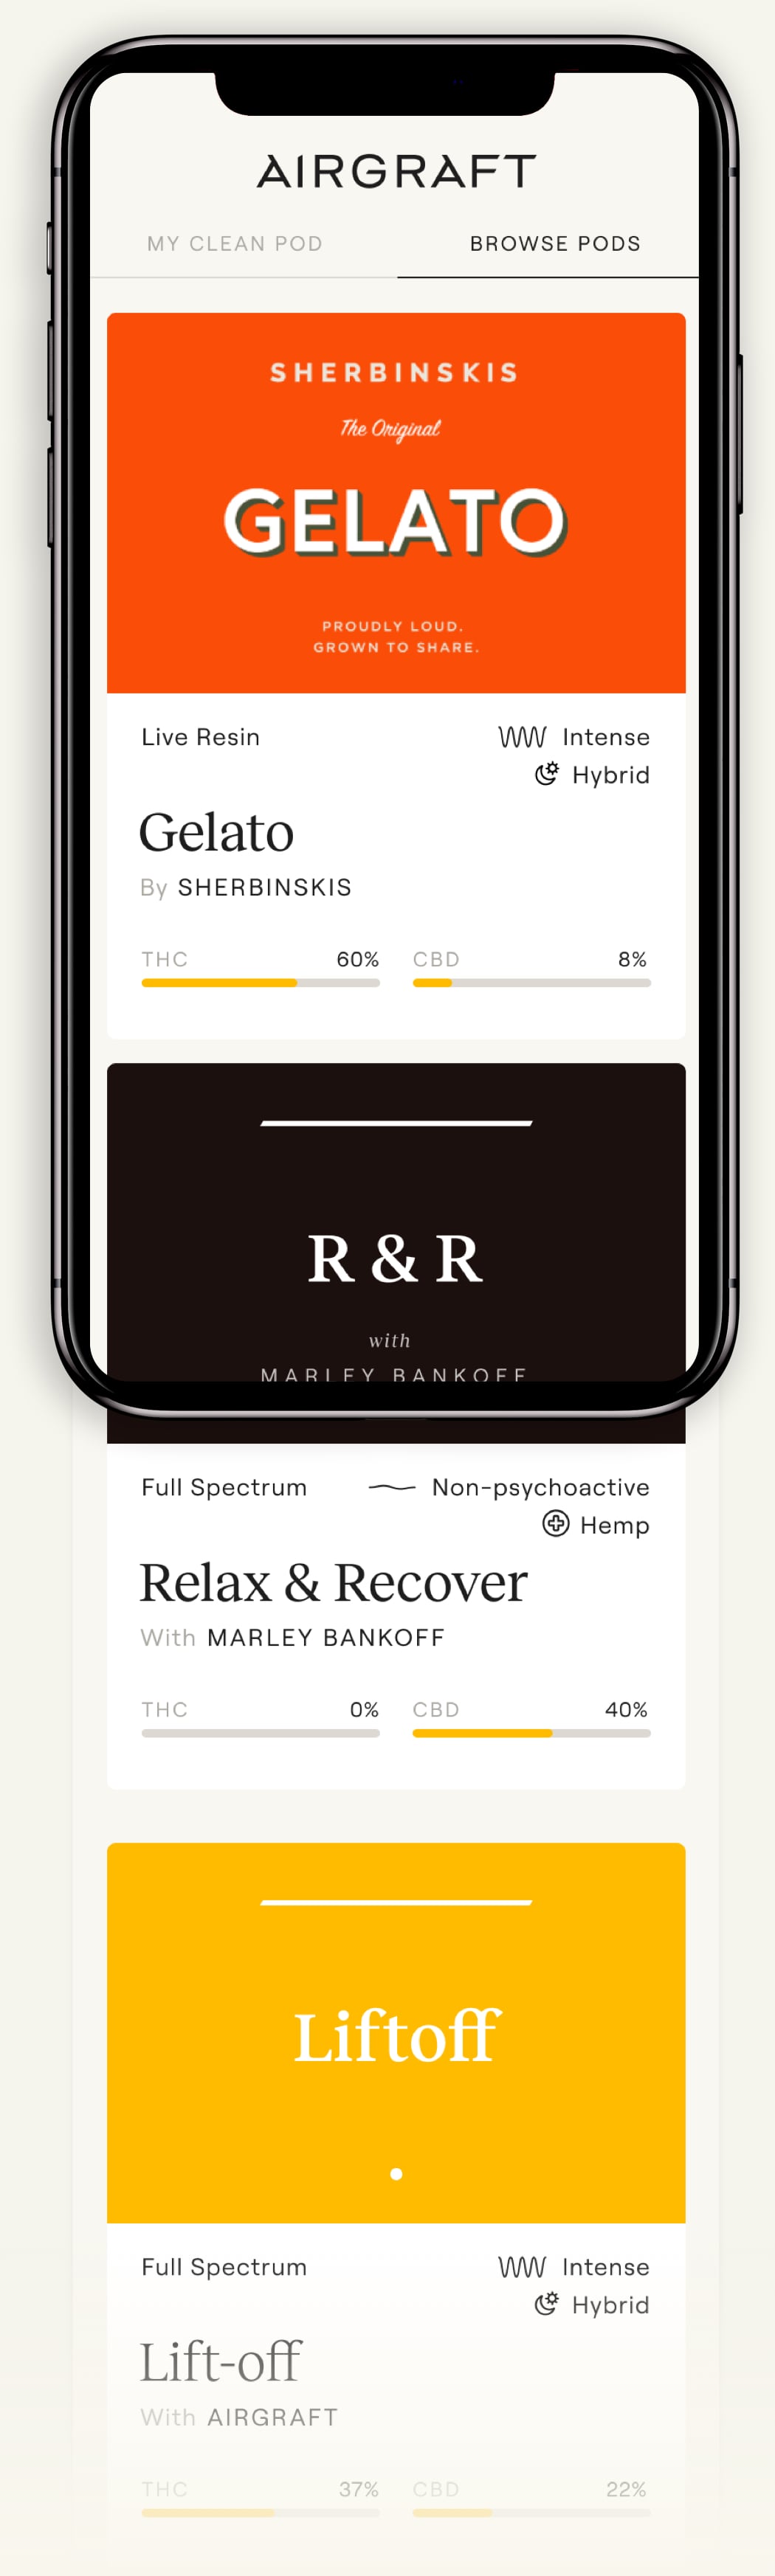 AIRGRAFT
MY CLEAN POD
BROWSE PODS
SHERBINSKIS
The Original
GELATO
PROUDLY LOUD.
GROWN TO SHARE.
Live Resin
Intense
Hybrid
Gelato
By SHERBINSKIS
THC 60% CBD 8%
R & R
with
MARLEY BANKOFF
Full Spectrum
Non-psychoactive
Hemp
Relax & Recover
With MARLEY BANKOFF
THC 0% CBD 40%
Liftoff
Full Spectrum
Intense
Hybrid
Lift-off
With AIRGRAFT
THC 37% CBD 22%